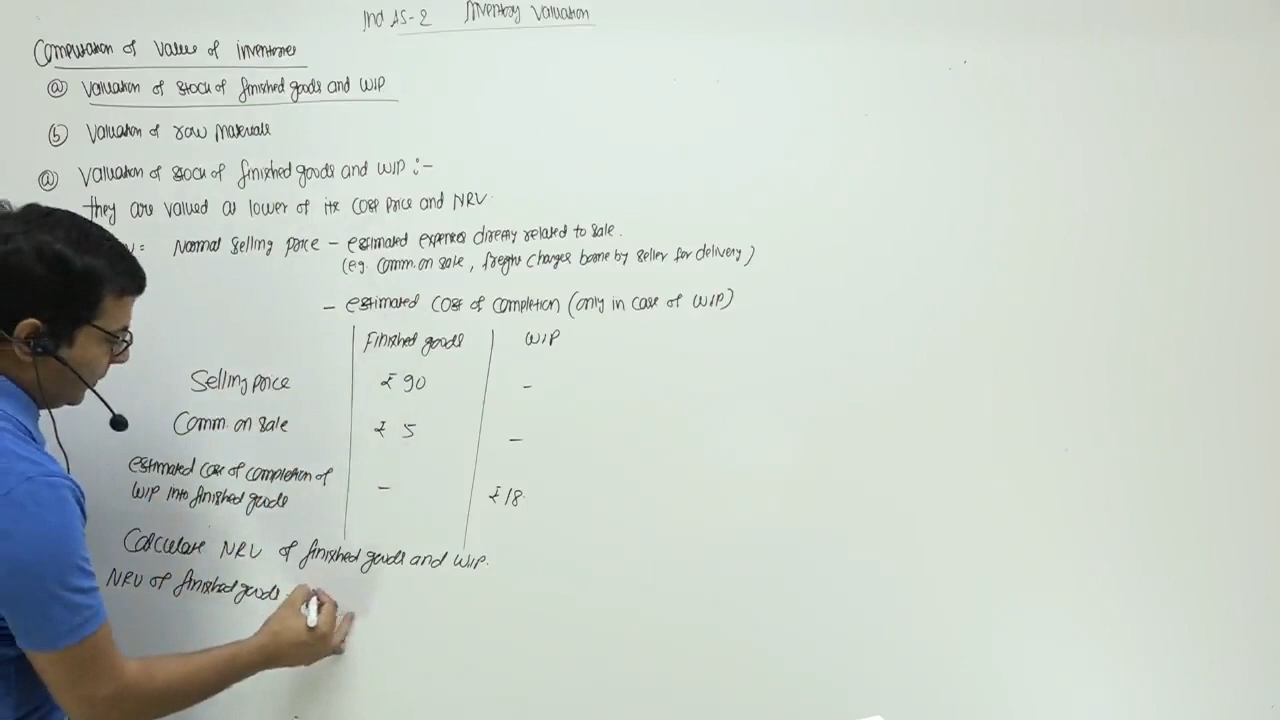 Ind AS-2 Inventory Valuation
Computation of value of inventories
(a) Valuation of stock of finished goods and WIP
(b) Valuation of raw materials
(a) Valuation of stock of finished goods and WIP :-
they are valued at lower of its cost price and NRV.
= Normal selling price - estimated expenses directly related to sale.
(eg. comm. on sale, freight charges borne by seller for delivery)
- estimated cost of completion (only in case of WIP)
Finished goods WIP
Selling price ₹ 90 -
Comm. on sale ₹ 5 -
estimated cost of completion of
WIP into finished goods - ₹ 18
Calculate NRV of finished goods and WIP.
NRV of finished goods